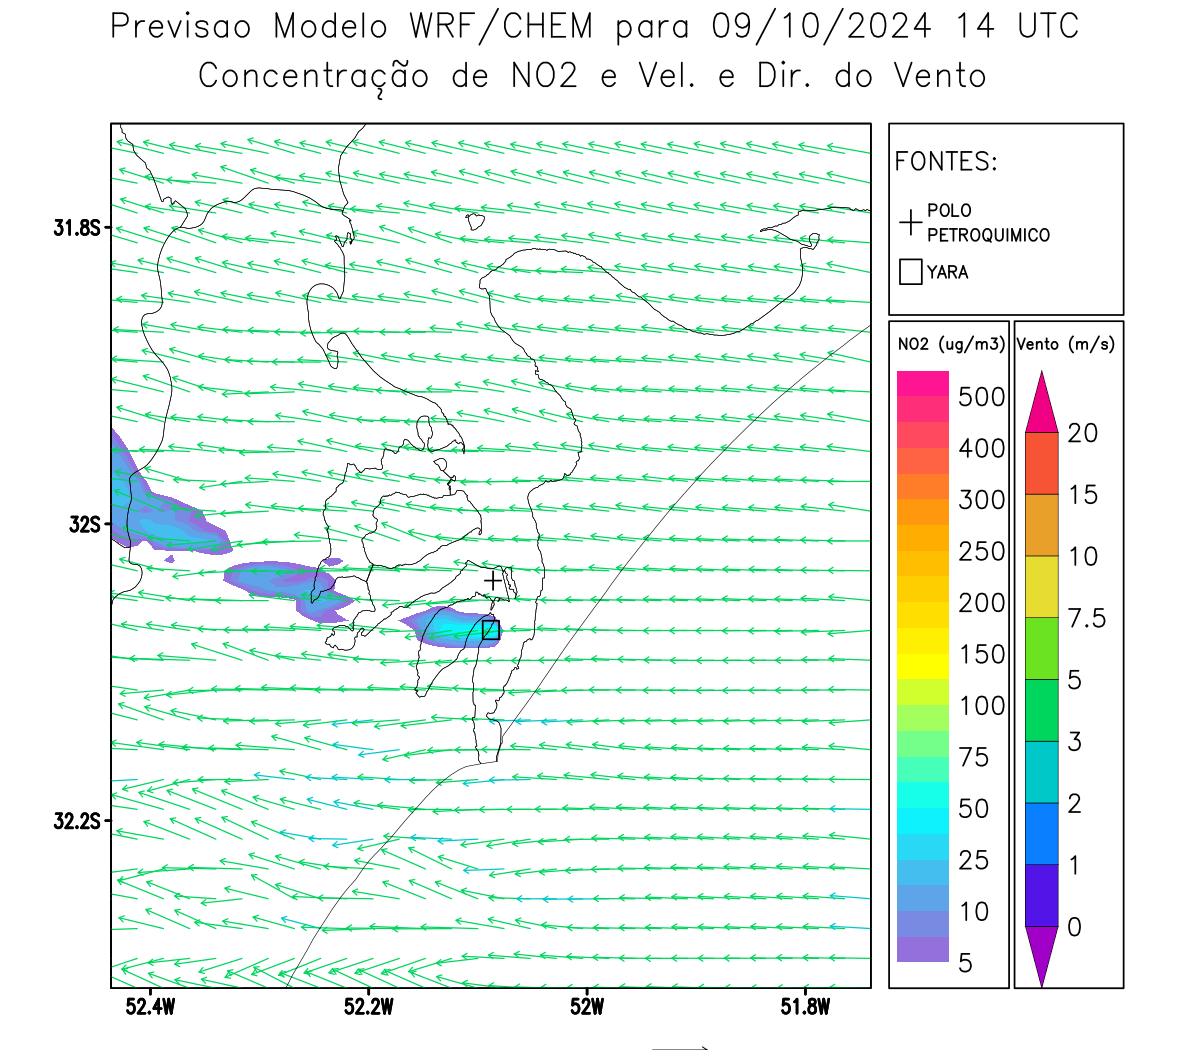 Previsao Modelo WRF/CHEM para 09/10/2024 14 UTC
Concentração de NO2 e Vel. e Dir. do Vento
FONTES:
POLO
PETROQUIMICO
YARA
NO2 (ug/m3)
500
400
300
250
200
150
100
75
50
25
10
5
Vento (m/s)
20
15
10
7.5
5
3
2
1
0
31.8S
32S
32.2S
52.4W
52.2W
52W
51.8W